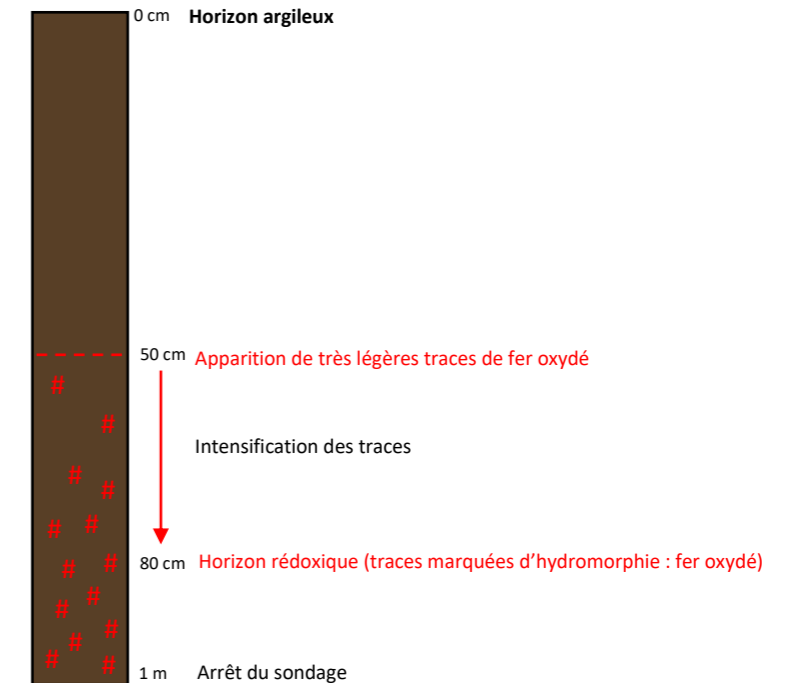 0 cm Horizon argileux
50 cm Apparition de très légères traces de fer oxydé
#
#
Intensification des traces
#
#
#
#
80 cm Horizon rédoxique (traces marquées d’hydromorphie : fer oxydé)
#
#
#
#
#
#
#
#
1 m Arrêt du sondage